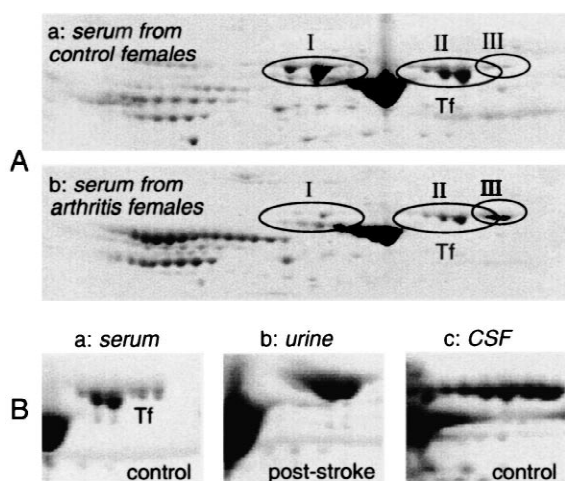 A
a: serum from
control females
I
II
III
Tf
b: serum from
arthritis females
I
II
III
Tf
B
a: serum
b: urine
c: CSF
Tf
control
post-stroke
control